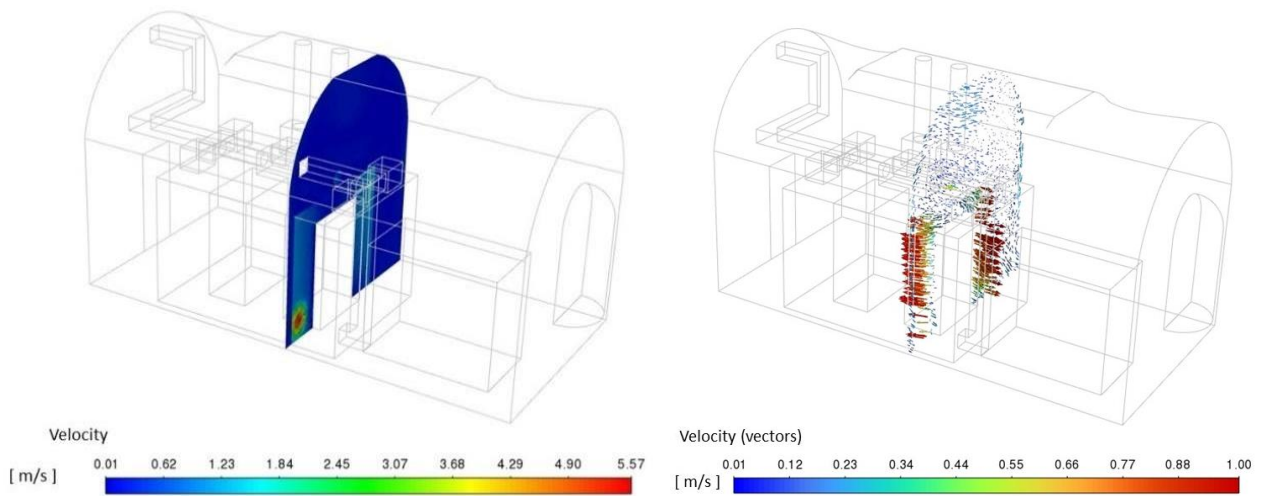 Velocity
[ m/s ]
0.01 0.62 1.23 1.84 2.45 3.07 3.68 4.29 4.90 5.57
Velocity (vectors)
[ m/s ]
0.01 0.12 0.23 0.34 0.44 0.55 0.66 0.77 0.88 1.00